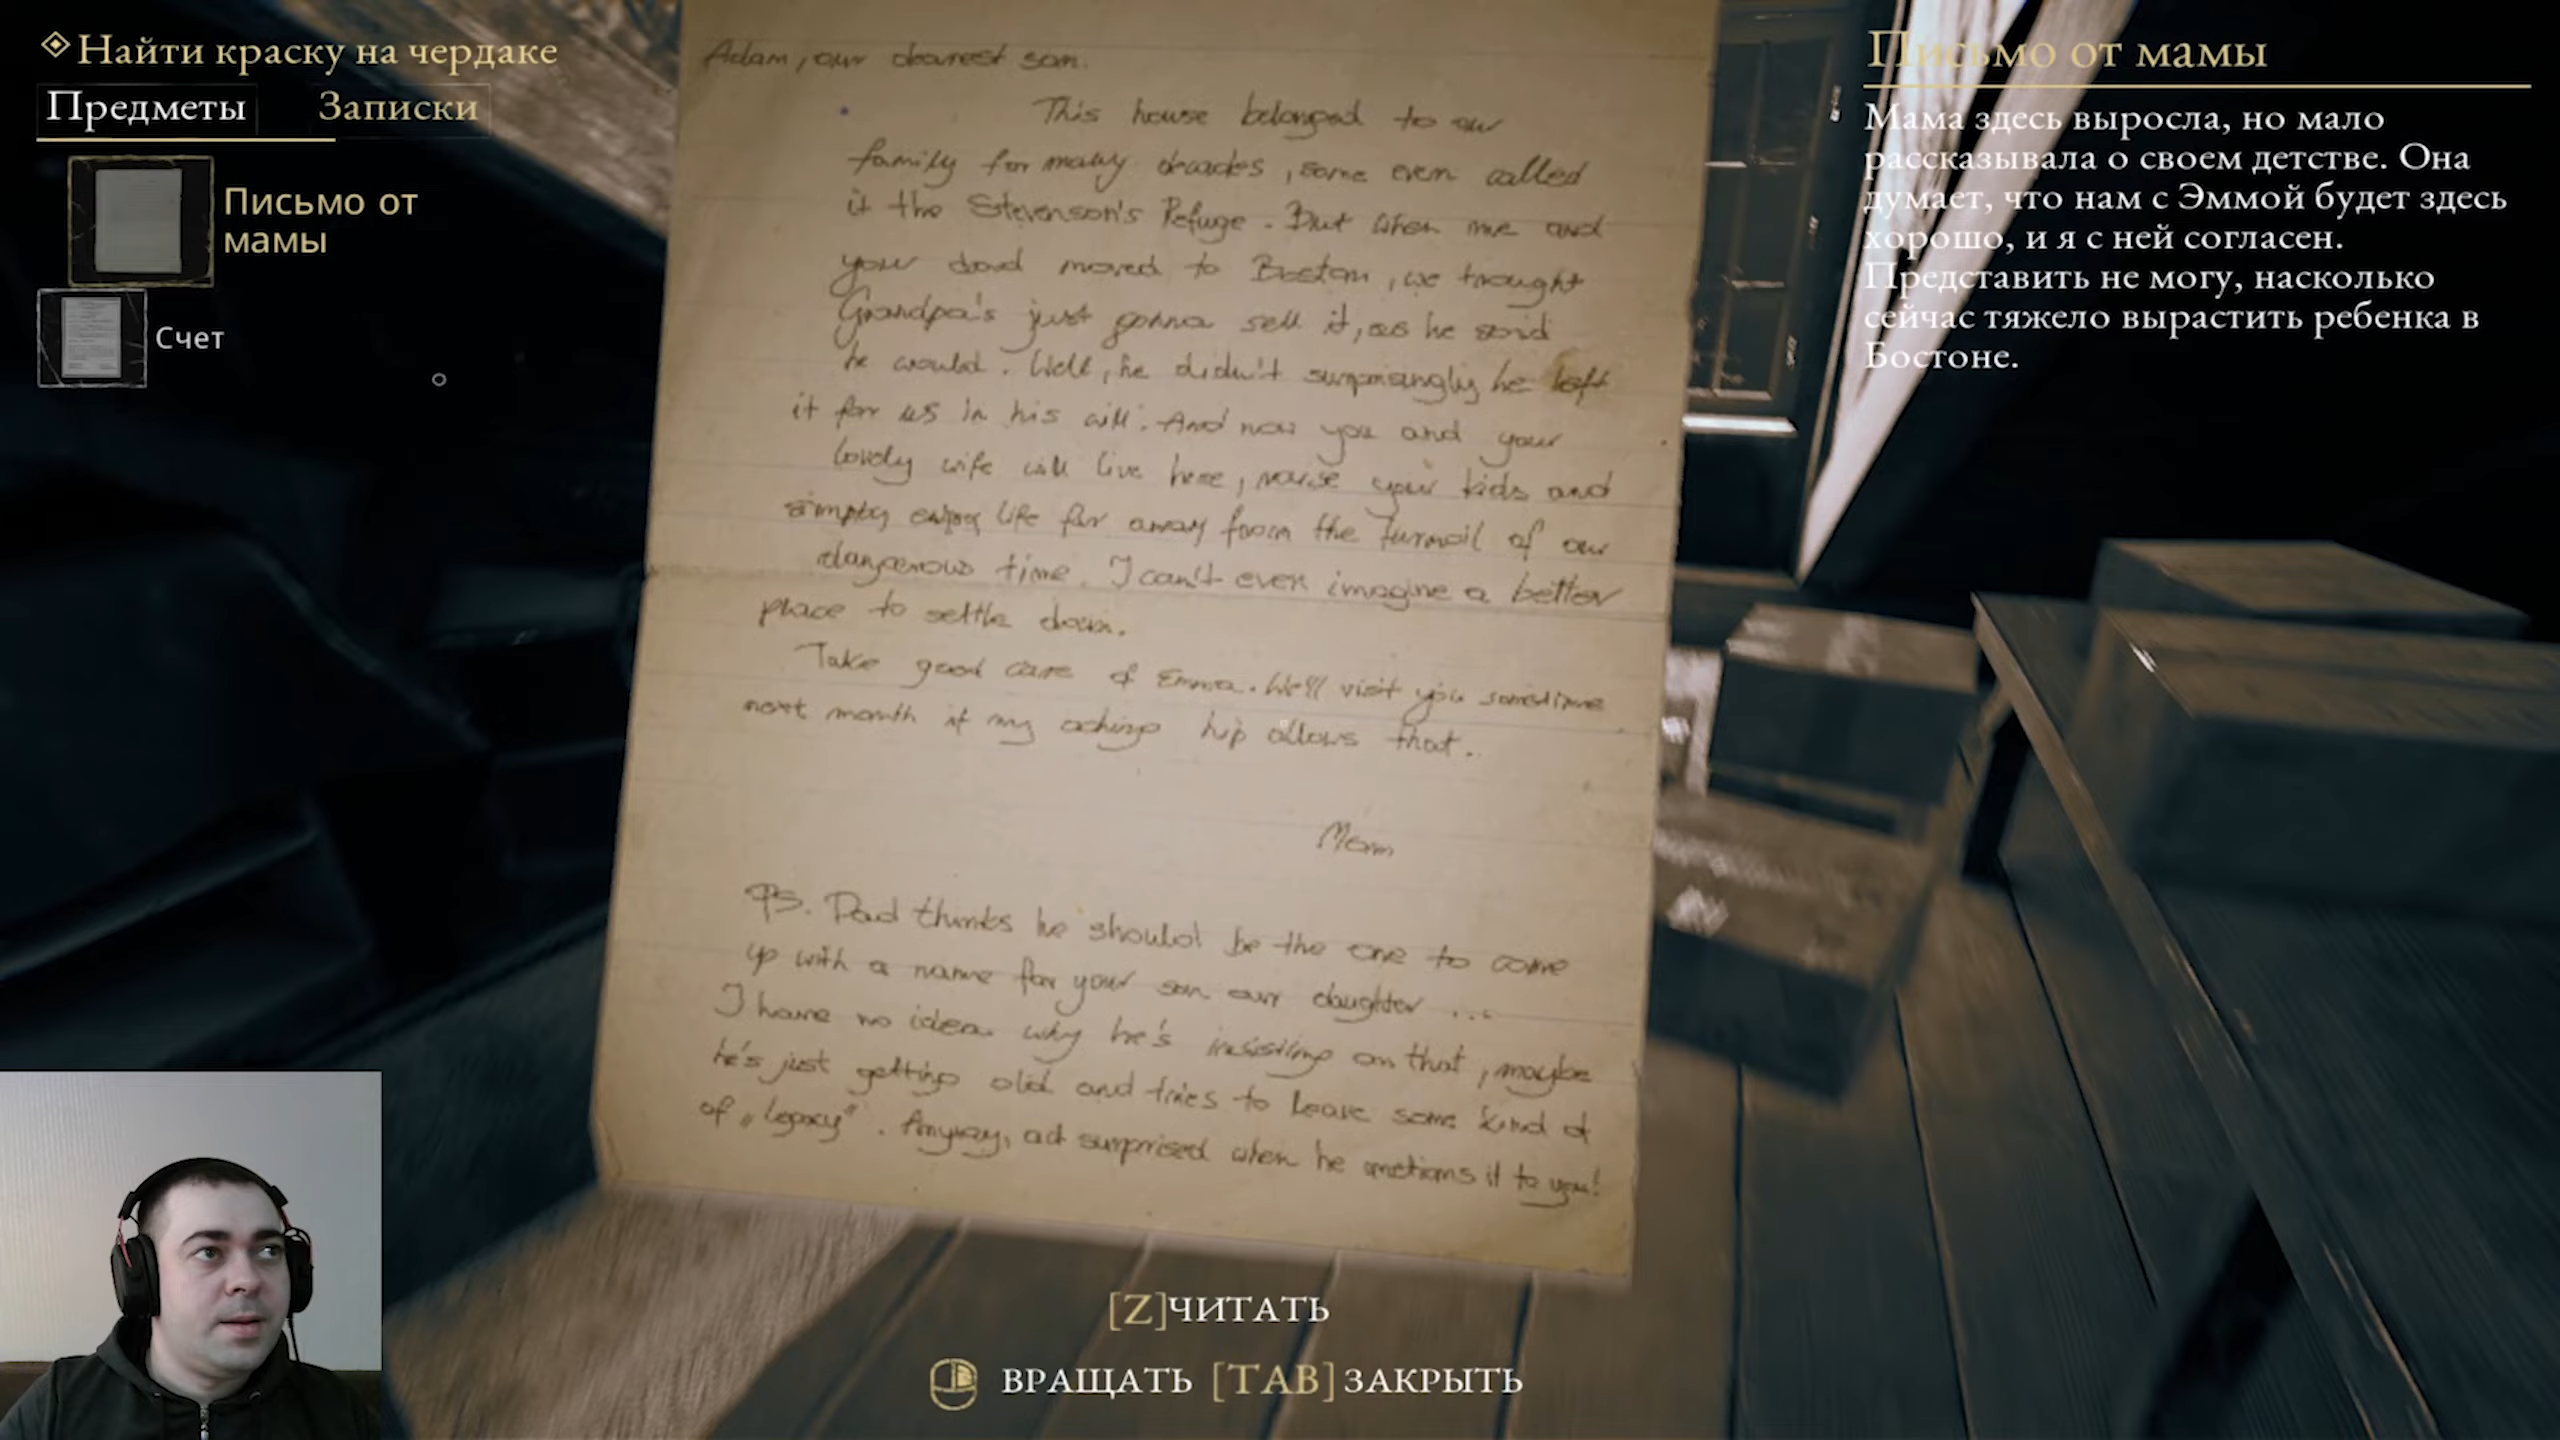 Найти краску на чердаке
Предметы
Записки
Письмо от
мамы
Счет
Adam, our dearest son.
This house belonged to our
family for many decades, some even called
it the Stevenson's Refuge. But when me and
your dad moved to Boston, we trought
Grandpa's just gonna sell it, as he said
he would. Well, he didn't surprisingly he left
it for us in his will. And now you and your
lovely wife will live here, raise your kids and
simply enjoy life far away from the turmoil of our
dangerous time. I can't even imagine a better
place to settle down.
Take good care of Emma. We'll visit you sometime
next month if my aching hip allows that.
Mom
PS. Dad thinks he should be the one to come
up with a name for your son our daughter ...
I have no idea why he's insisting on that, maybe
he's just getting old and tries to leave some kind of
of „legacy". Anyway, act surprised when he metions it to you!
Письмо от мамы
Мама здесь выросла, но мало
рассказывала о своем детстве. Она
думает, что нам с Эммой будет здесь
хорошо, и я с ней согласен.
Представить не могу, насколько
сейчас тяжело вырастить ребенка в
Бостоне.
[Z]ЧИТАТЬ
ВРАЩАТЬ [TAB]ЗАКРЫТЬ